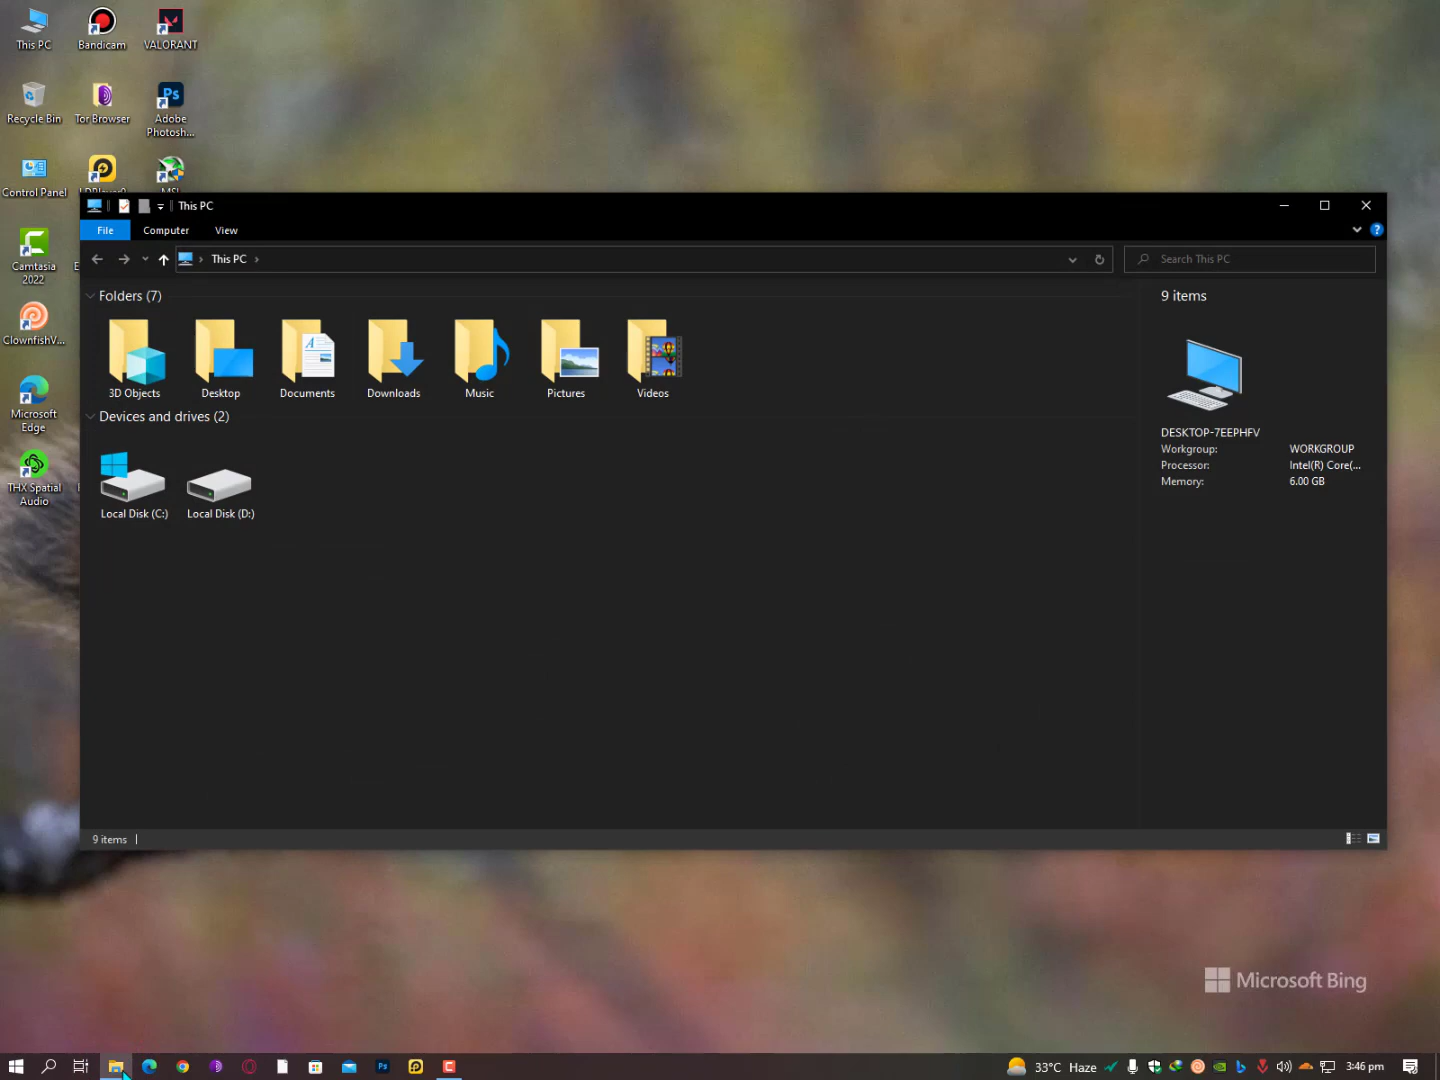 This PC
Bandicam
VALORANT
Recycle Bin
Tor Browser
Adobe
Photosh...
Control Panel
This PC
File
Computer
View
This PC
Search This PC
Camtasia
2022
Folders (7)
9 items
ClownfishV...
3D Objects
Desktop
Documents
Downloads
Music
Pictures
Videos
Microsoft
Edge
Devices and drives (2)
DESKTOP-7EEPHFV
Workgroup: WORKGROUP
Processor: Intel(R) Core(...
Memory: 6.00 GB
THX Spatial
Audio
Local Disk (C:)
Local Disk (D:)
9 items
Microsoft Bing
33°C Haze
3:46 pm